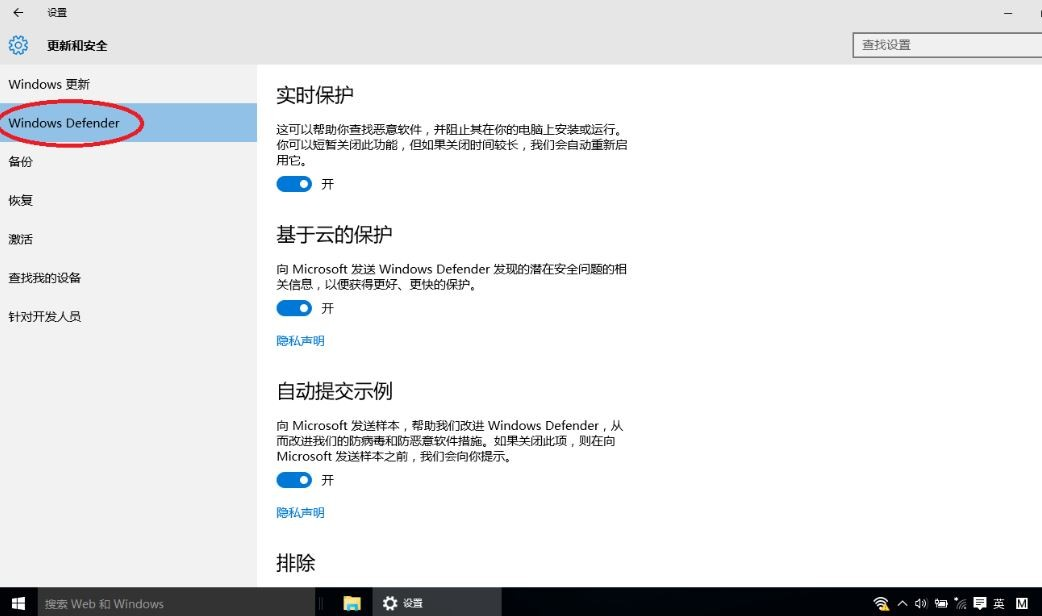 设置
更新和安全
查找设置
Windows 更新
Windows Defender
备份
恢复
激活
查找我的设备
针对开发人员
实时保护
这可以帮助你查找恶意软件，并阻止其在你的电脑上安装或运行。
你可以短暂关闭此功能，但如果关闭时间较长，我们会自动重新启
用它。
开
基于云的保护
向 Microsoft 发送 Windows Defender 发现的潜在安全问题的相
关信息，以便获得更好、更快的保护。
开
隐私声明
自动提交示例
向 Microsoft 发送样本，帮助我们改进 Windows Defender，从
而改进我们的防病毒和防恶意软件措施。如果关闭此项，则在向
Microsoft 发送样本之前，我们会向你提示。
开
隐私声明
排除
搜索 Web 和 Windows
设置
英
M